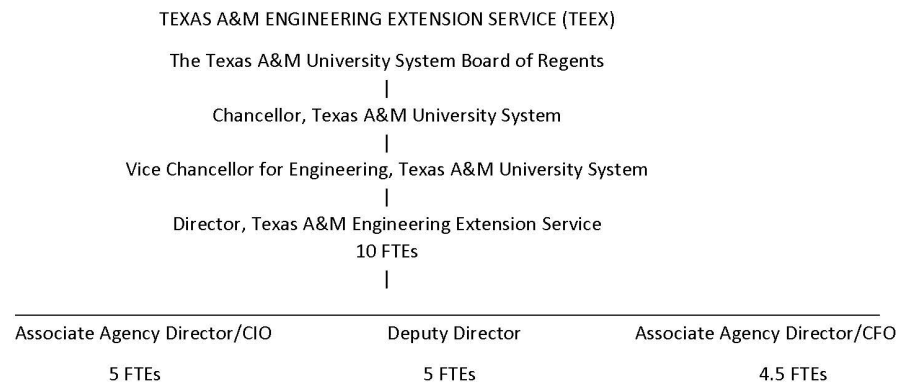 TEXAS A&M ENGINEERING EXTENSION SERVICE (TEEX)
The Texas A&M University System Board of Regents
|
Chancellor, Texas A&M University System
|
Vice Chancellor for Engineering, Texas A&M University System
|
Director, Texas A&M Engineering Extension Service
10 FTEs
|
Associate Agency Director/CIO Deputy Director Associate Agency Director/CFO
5 FTEs 5 FTEs 4.5 FTEs